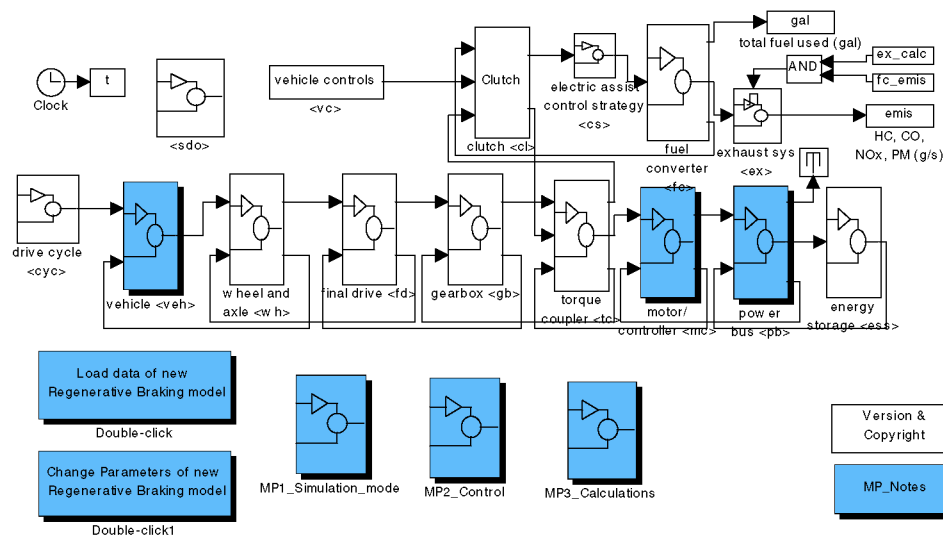 gal
total fuel used (gal)
ex_calc
AND
fc_emis
t
Clock
<sdo>
vehicle controls
<vc>
Clutch
clutch <cl>
electric assist
control strategy
<cs>
fuel
converter
<fc>
exhaust sys
<ex>
emis
HC, CO,
NOx, PM (g/s)
drive cycle
<cyc>
vehicle <veh>
wheel and
axle <wh>
final drive <fd>
gearbox <gb>
torque
coupler <tc>
motor/
controller <mc>
power
bus <pb>
energy
storage <ess>
Load data of new
Regenerative Braking model
Double-click
Change Parameters of new
Regenerative Braking model
Double-click1
MP1_Simulation_mode
MP2_Control
MP3_Calculations
Version &
Copyright
MP_Notes